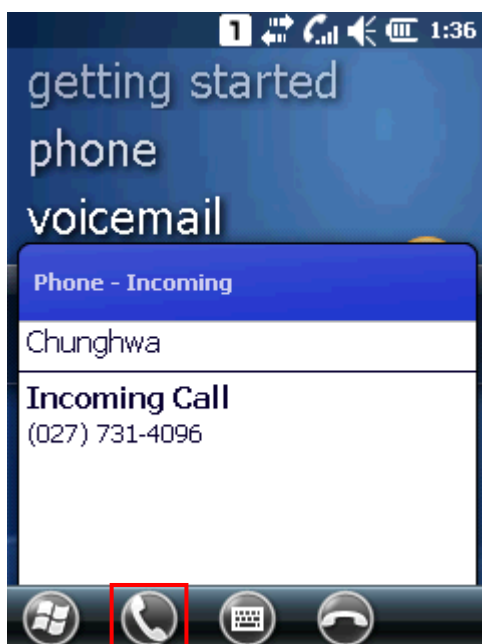 1 1:36
getting started
phone
voicemail
Phone - Incoming
Chunghwa
Incoming Call
(027) 731-4096